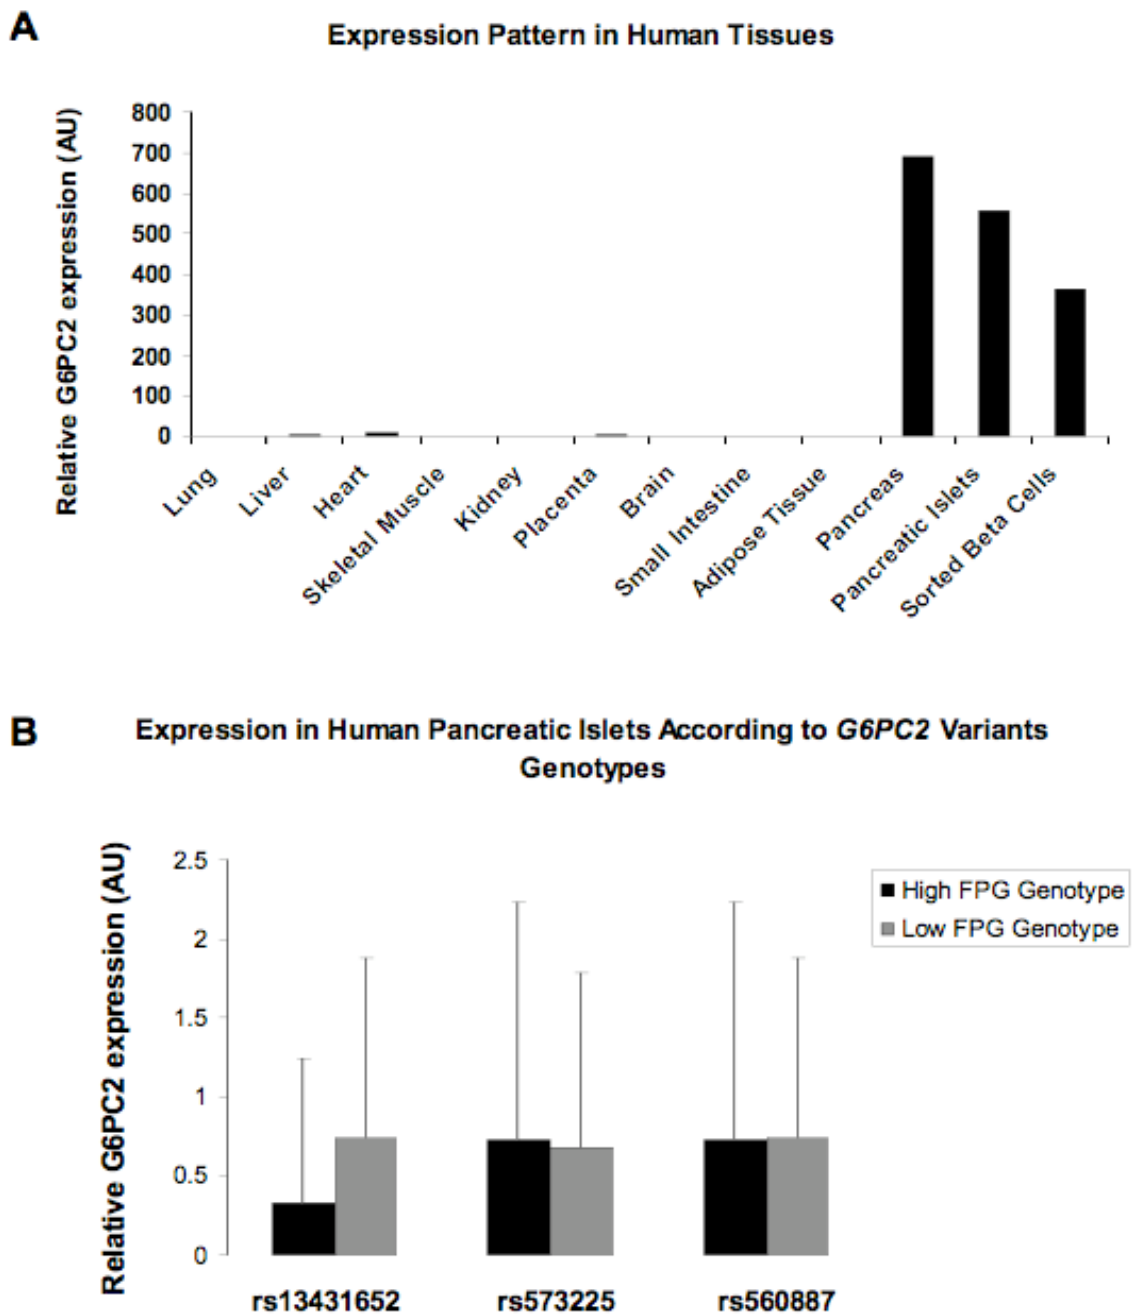 A
Expression Pattern in Human Tissues
Relative G6PC2 expression (AU)
800
700
600
500
400
300
200
100
0
Lung
Liver
Heart
Skeletal Muscle
Kidney
Placenta
Brain
Small Intestine
Adipose Tissue
Pancreas
Pancreatic Islets
Sorted Beta Cells
B
Expression in Human Pancreatic Islets According to G6PC2 Variants
Genotypes
Relative G6PC2 expression (AU)
2.5
2
1.5
1
0.5
0
High FPG Genotype
Low FPG Genotype
rs13431652
rs573225
rs560887